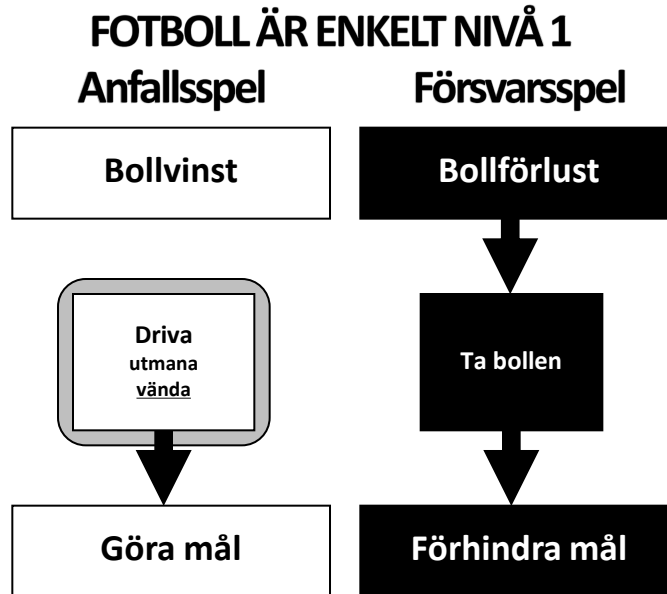 FOTBOLL ÄR ENKELT NIVÅ 1
Anfallsspel
Försvarsspel
Bollvinst
Bollförlust
Driva
utmana
vända
Ta bollen
Göra mål
Förhindra mål